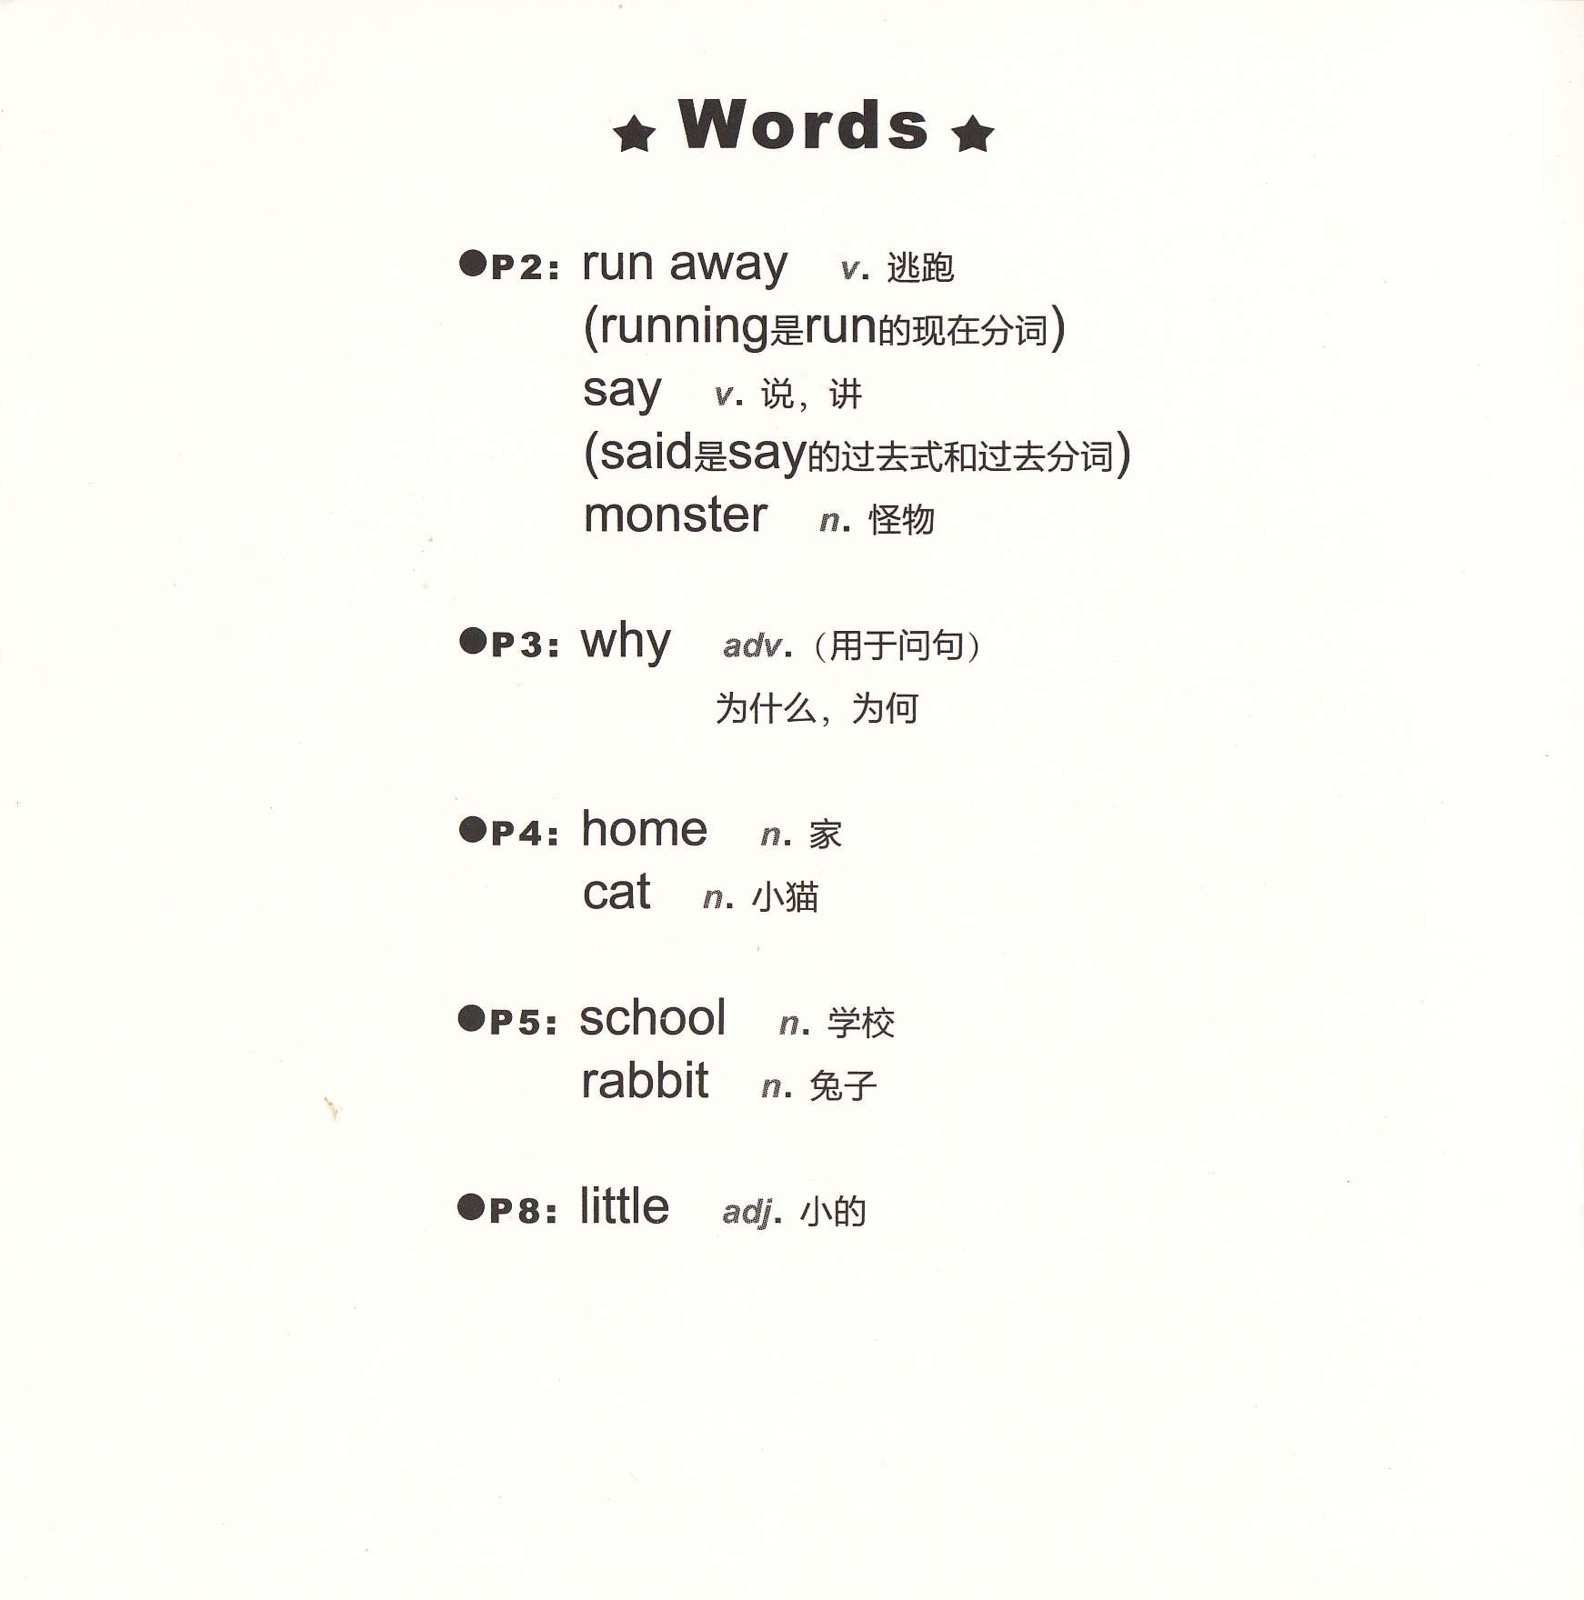 ★ Words ★
●P2: run away v. 逃跑
(running是run的现在分词)
say v. 说，讲
(said是say的过去式和过去分词)
monster n. 怪物
●P3: why adv.（用于问句）
为什么，为何
●P4: home n. 家
cat n. 小猫
●P5: school n. 学校
rabbit n. 兔子
●P8: little adj. 小的